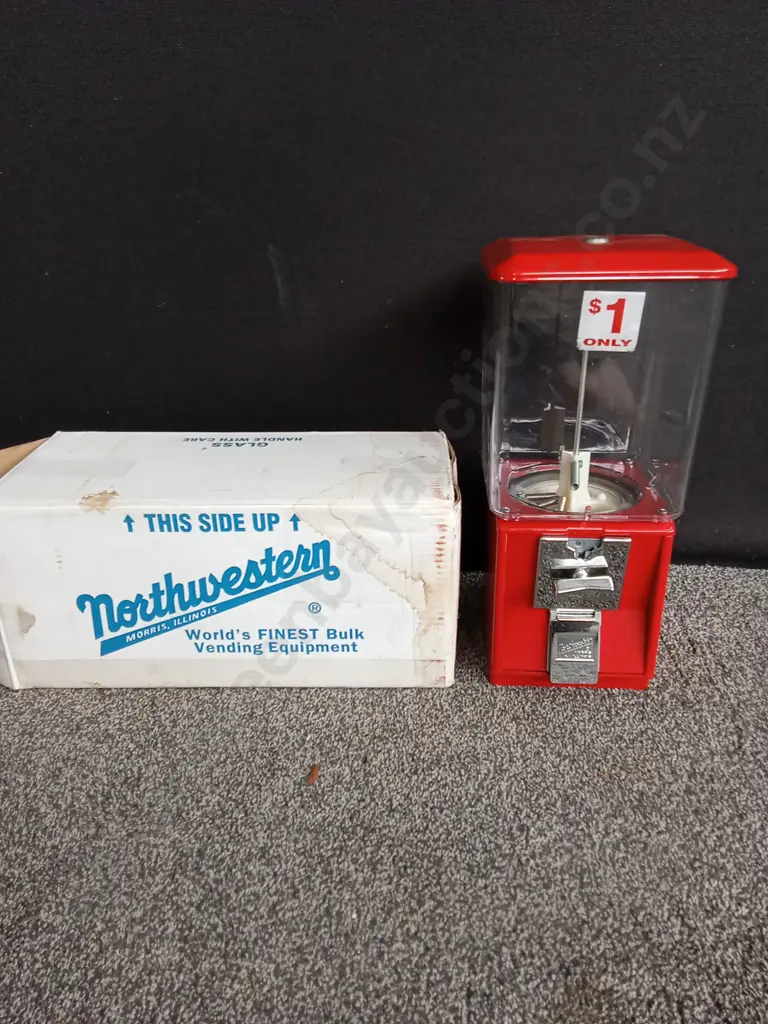 HANDLE WITH CARE
GLASS
↑ THIS SIDE UP ↑
Northwestern
®
MORRIS, ILLINOIS
World's FINEST Bulk
Vending Equipment
$1
ONLY